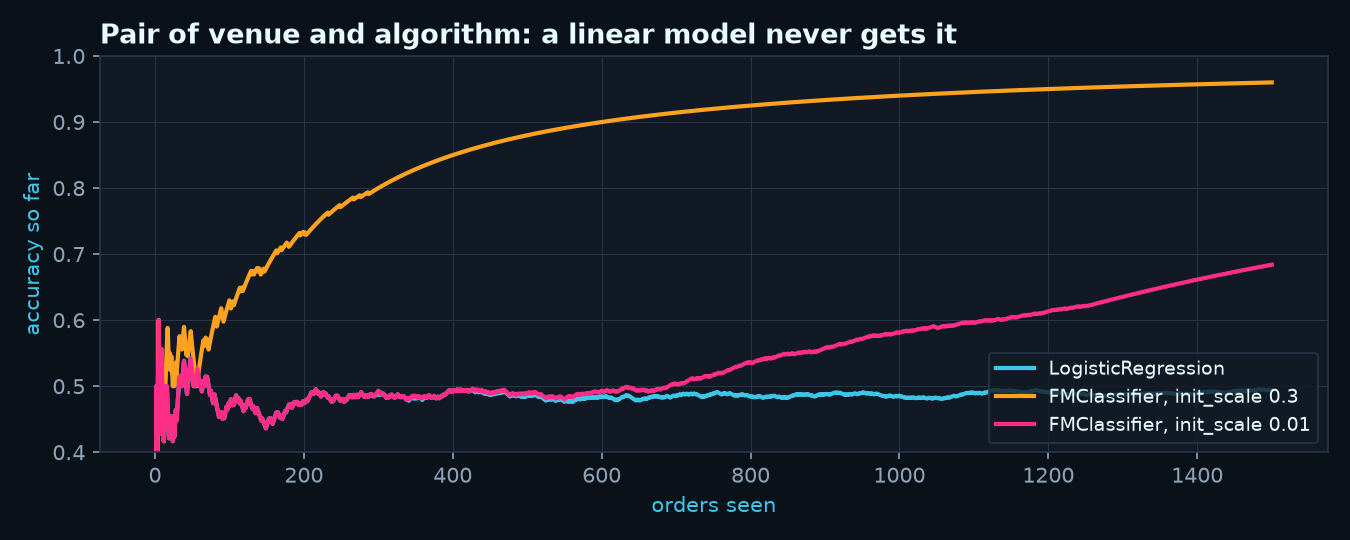 Pair of venue and algorithm: a linear model never gets it
1.0
0.9
0.8
0.7
0.6
0.5
0.4
accuracy so far
0 200 400 600 800 1000 1200 1400
orders seen
LogisticRegression
FMClassifier, init_scale 0.3
FMClassifier, init_scale 0.01